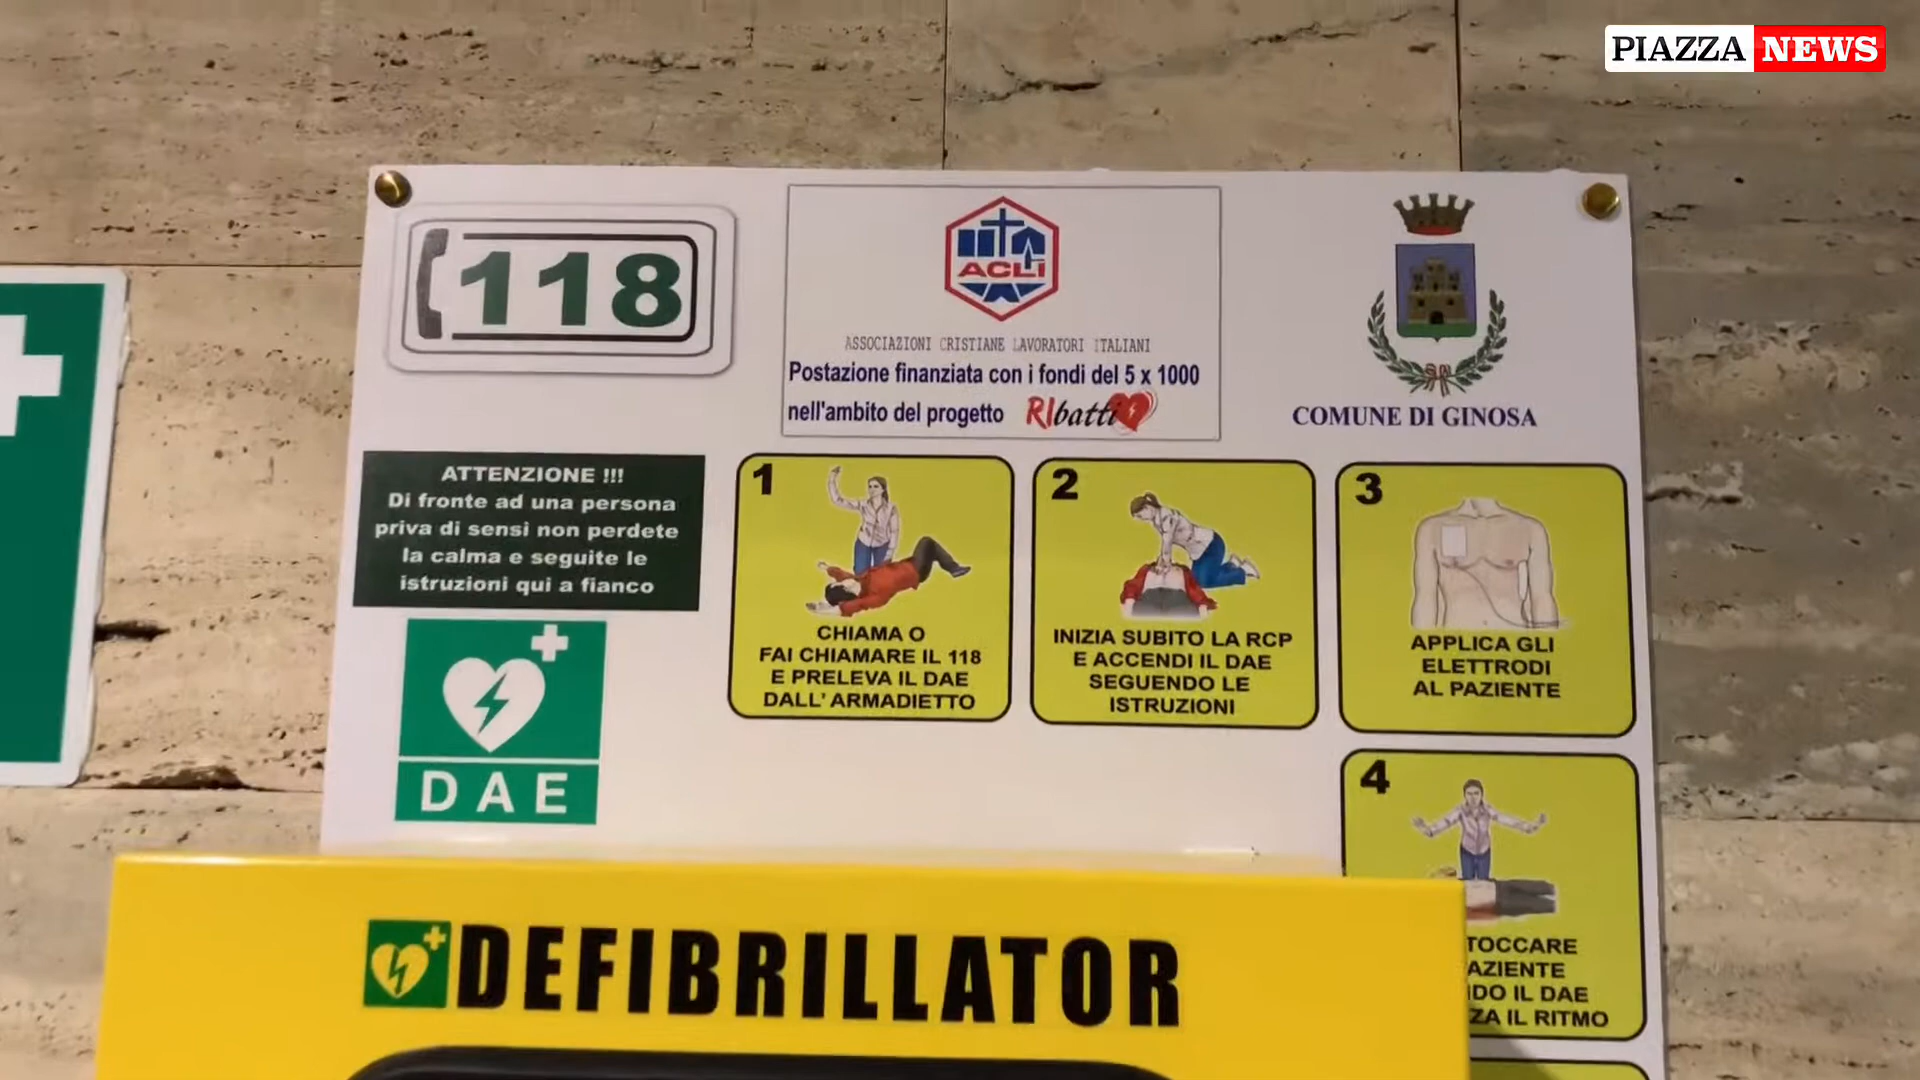 PIAZZA NEWS
118
ACLI
ASSOCIAZIONI CRISTIANE LAVORATORI ITALIANI
Postazione finanziata con i fondi del 5 x 1000
nell'ambito del progetto RIbatti
COMUNE DI GINOSA
ATTENZIONE !!!
Di fronte ad una persona
priva di sensi non perdete
la calma e seguite le
istruzioni qui a fianco
DAE
1
CHIAMA O
FAI CHIAMARE IL 118
E PRELEVA IL DAE
DALL' ARMADIETTO
2
INIZIA SUBITO LA RCP
E ACCENDI IL DAE
SEGUENDO LE
ISTRUZIONI
3
APPLICA GLI
ELETTRODI
AL PAZIENTE
4
TOCCARE
AZIENTE
DO IL DAE
ZA IL RITMO
DEFIBRILLATOR